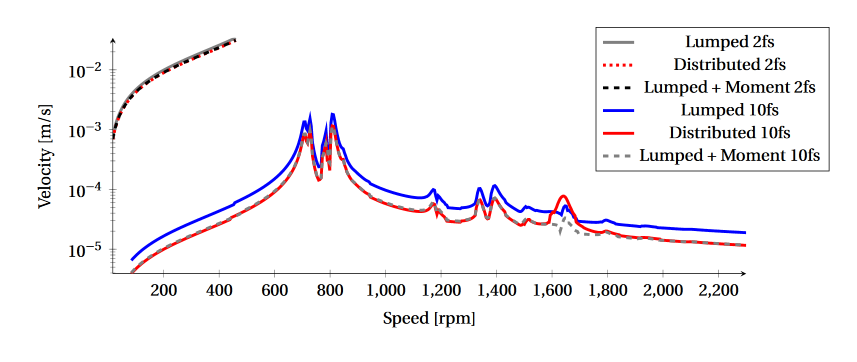 Lumped 2fs
Distributed 2fs
Lumped + Moment 2fs
Lumped 10fs
Distributed 10fs
Lumped + Moment 10fs
Velocity [m/s]
10−2
10−3
10−4
10−5
200 400 600 800 1,000 1,200 1,400 1,600 1,800 2,000 2,200
Speed [rpm]